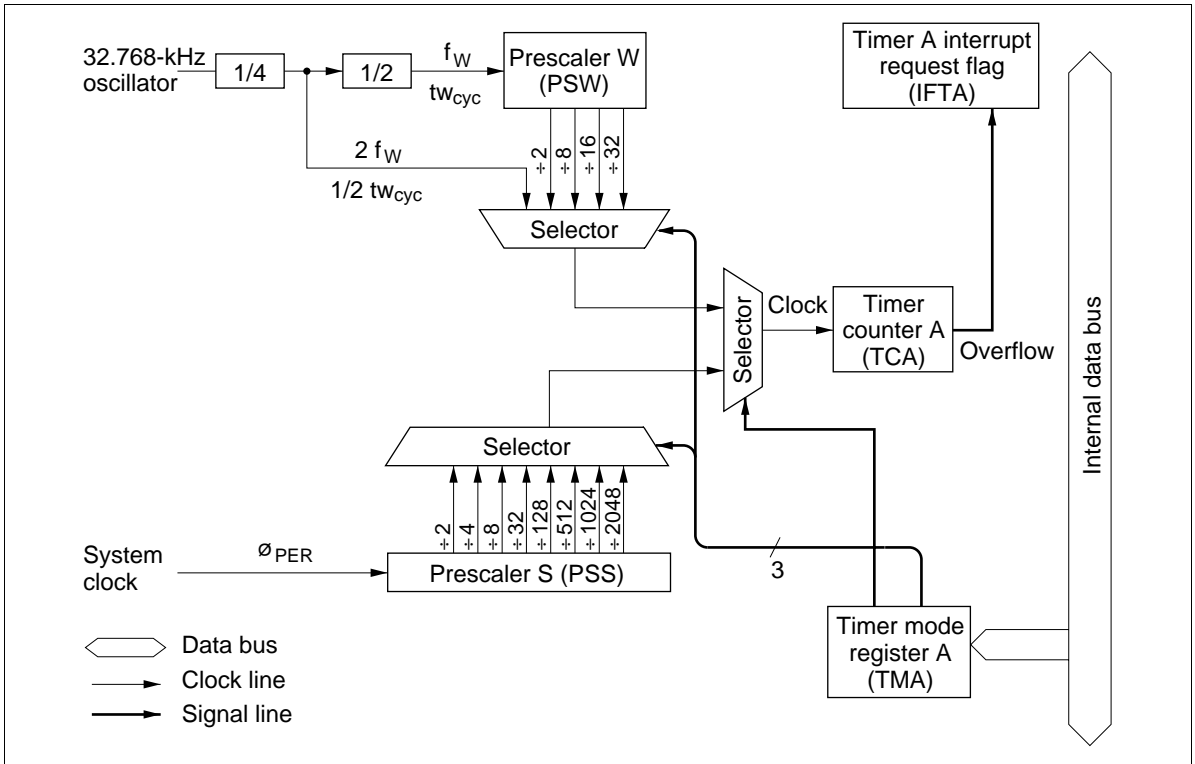 32.768-kHz
oscillator
1/4
1/2
fW
twcyc
Prescaler W
(PSW)
Timer A interrupt
request flag
(IFTA)
2 fW
1/2 twcyc
÷2
÷8
÷16
÷32
Selector
Selector
Clock
Timer
counter A
(TCA)
Overflow
Internal data bus
Selector
÷2
÷4
÷8
÷32
÷128
÷512
÷1024
÷2048
System
clock
øPER
Prescaler S (PSS)
3
Timer mode
register A
(TMA)
Data bus
Clock line
Signal line